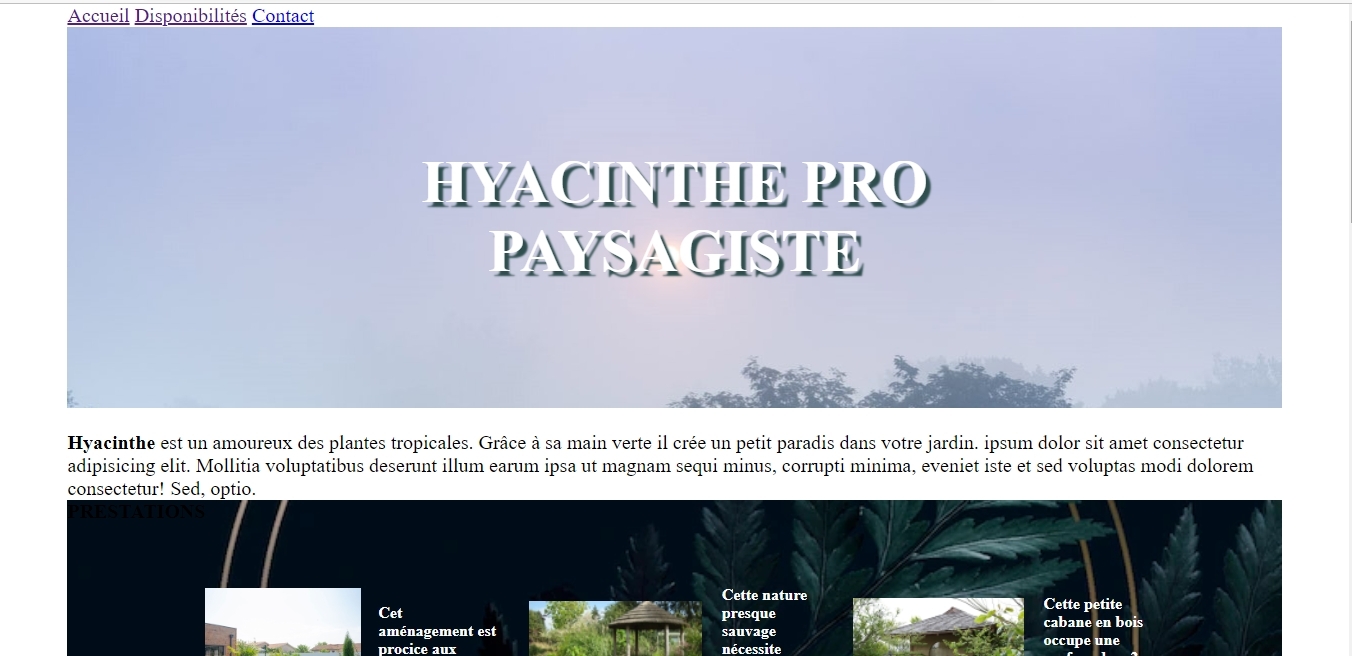 Accueil Disponibilités Contact
HYACINTHE PRO
PAYSAGISTE
Hyacinthe est un amoureux des plantes tropicales. Grâce à sa main verte il crée un petit paradis dans votre jardin. ipsum dolor sit amet consectetur
adipisicing elit. Mollitia voluptatibus deserunt illum earum ipsa ut magnam sequi minus, corrupti minima, eveniet iste et sed voluptas modi dolorem
consectetur! Sed, optio.
PRESTATIONS
Cet
aménagement est
procice aux
Cette nature
presque
sauvage
nécessite
Cette petite
cabane en bois
occupe une